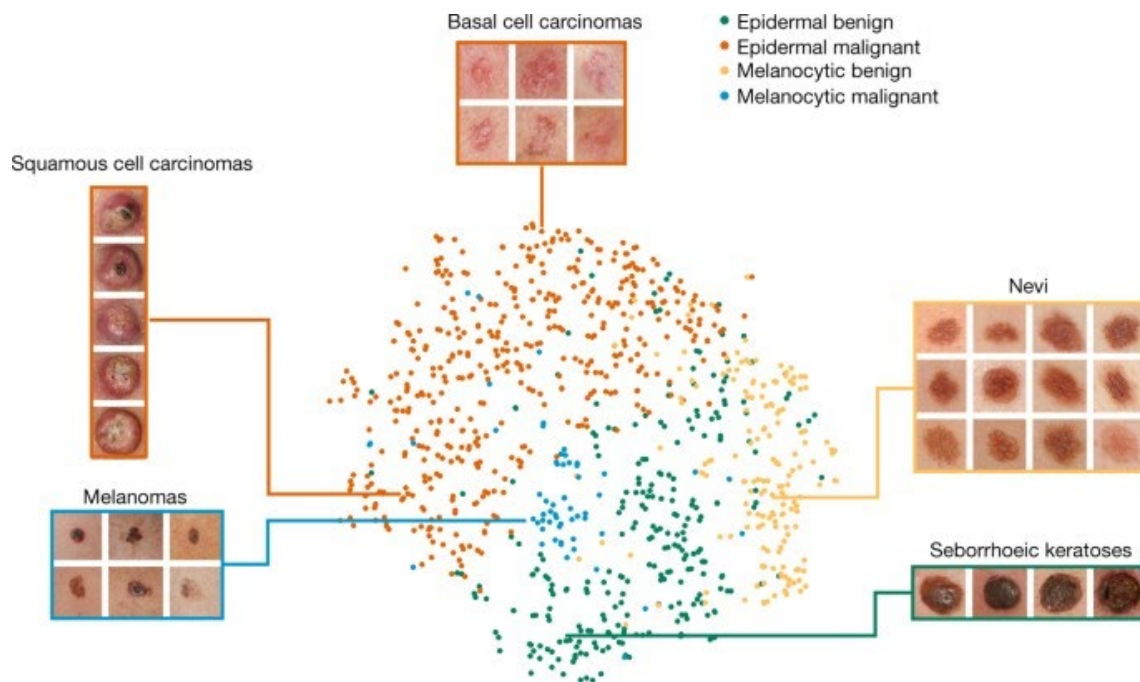 Basal cell carcinomas
Epidermal benign
Epidermal malignant
Melanocytic benign
Melanocytic malignant
Squamous cell carcinomas
Nevi
Melanomas
Seborrhoeic keratoses